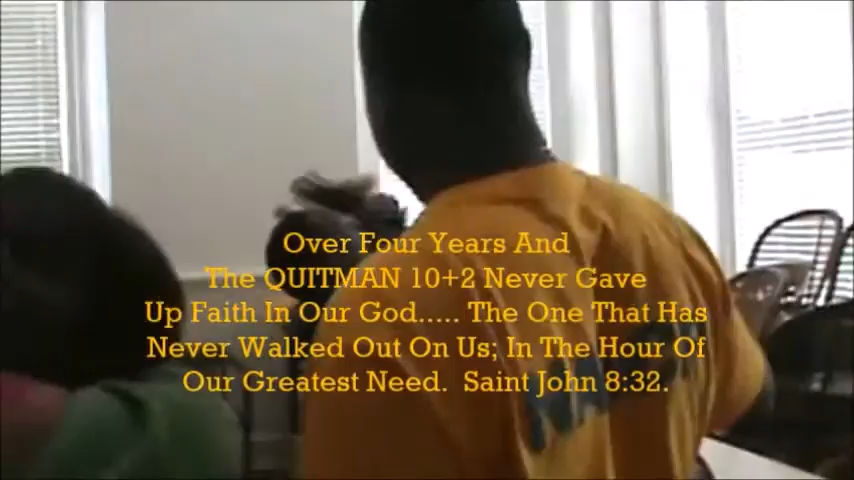 Over Four Years And
The QUITMAN 10+2 Never Gave
Up Faith In Our God..... The One That Has
Never Walked Out On Us; In The Hour Of
Our Greatest Need.  Saint John 8:32.